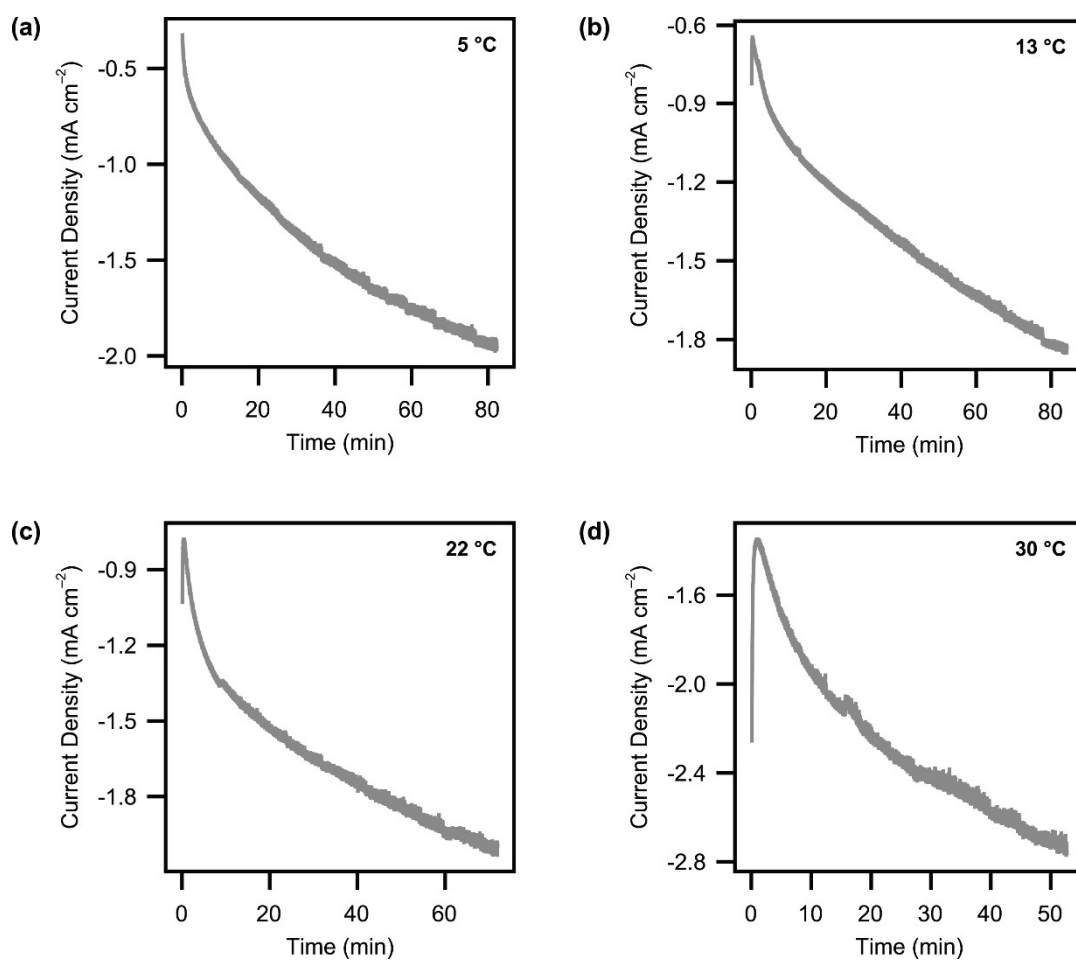 (a)
5 °C
Current Density (mA cm⁻²)
-0.5
-1.0
-1.5
-2.0
0 20 40 60 80
Time (min)
(b)
13 °C
Current Density (mA cm⁻²)
-0.6
-0.9
-1.2
-1.5
-1.8
0 20 40 60 80
Time (min)
(c)
22 °C
Current Density (mA cm⁻²)
-0.9
-1.2
-1.5
-1.8
0 20 40 60
Time (min)
(d)
30 °C
Current Density (mA cm⁻²)
-1.6
-2.0
-2.4
-2.8
0 10 20 30 40 50
Time (min)